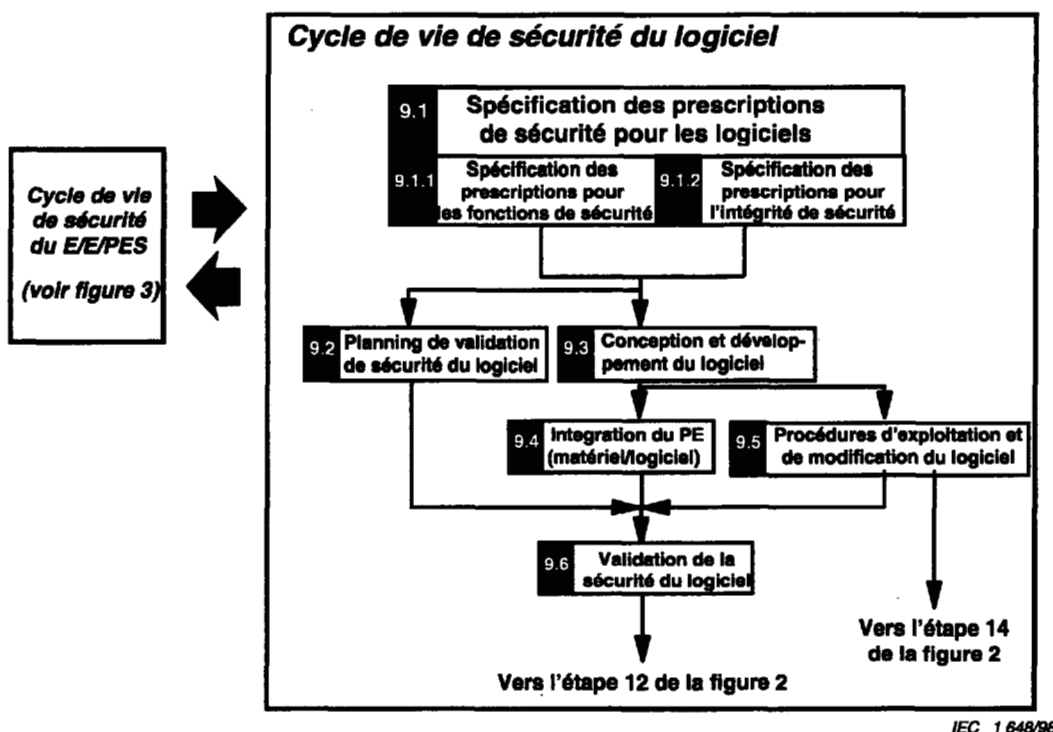 Cycle de vie de sécurité du logiciel
9.1
Spécification des prescriptions
de sécurité pour les logiciels
9.1.1
Spécification des
prescriptions pour
les fonctions de sécurité
9.1.2
Spécification des
prescriptions pour
l'intégrité de sécurité
Cycle de vie
de sécurité
du E/E/PES
(voir figure 3)
9.2
Planning de validation
de sécurité du logiciel
9.3
Conception et dévelop-
pement du logiciel
9.4
Integration du PE
(matériel/logiciel)
9.5
Procédures d'exploitation et
de modification du logiciel
9.6
Validation de la
sécurité du logiciel
Vers l'étape 14
de la figure 2
Vers l'étape 12 de la figure 2
IEC 1 648/98